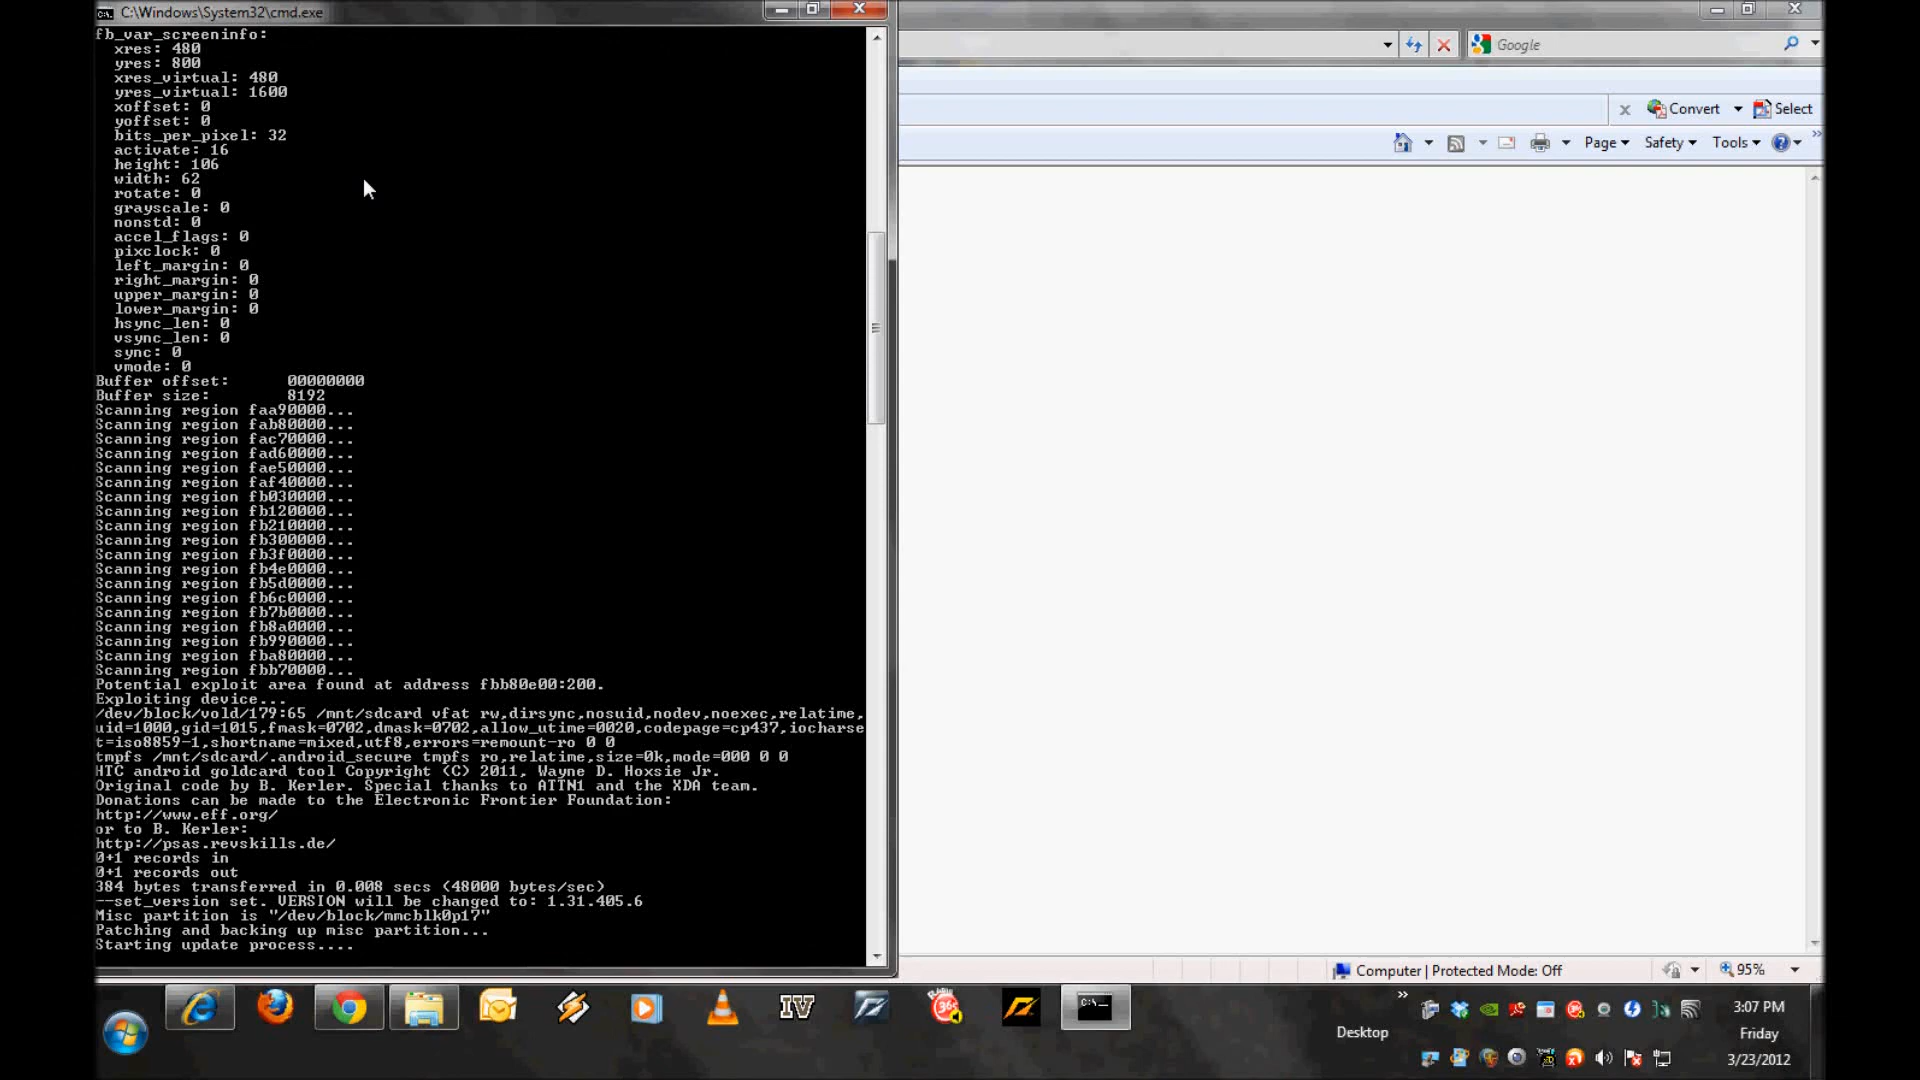 C:\Windows\System32\cmd.exe
fb_var_screeninfo:
xres: 480
yres: 800
xres_virtual: 480
yres_virtual: 1600
xoffset: 0
yoffset: 0
bits_per_pixel: 32
activate: 16
height: 106
width: 62
rotate: 0
grayscale: 0
nonstd: 0
accel_flags: 0
pixclock: 0
left_margin: 0
right_margin: 0
upper_margin: 0
lower_margin: 0
hsync_len: 0
vsync_len: 0
sync: 0
vmode: 0
Buffer offset: 00000000
Buffer size: 8192
Scanning region faa90000...
Scanning region fab80000...
Scanning region fac70000...
Scanning region fad60000...
Scanning region fae50000...
Scanning region faf40000...
Scanning region fb030000...
Scanning region fb120000...
Scanning region fb210000...
Scanning region fb300000...
Scanning region fb3f0000...
Scanning region fb4e0000...
Scanning region fb5d0000...
Scanning region fb6c0000...
Scanning region fb7b0000...
Scanning region fb8a0000...
Scanning region fb990000...
Scanning region fba80000...
Scanning region fbb70000...
Potential exploit area found at address fbb80e00:200.
Exploiting device...
/dev/block/vold/179:65 /mnt/sdcard vfat rw,dirsync,nosuid,nodev,noexec,relatime,
uid=1000,gid=1015,fmask=0702,dmask=0702,allow_utime=0020,codepage=cp437,iocharse
t=iso8859-1,shortname=mixed,utf8,errors=remount-ro 0 0
tmpfs /mnt/sdcard/.android_secure tmpfs ro,relatime,size=0k,mode=000 0 0
HTC android goldcard tool Copyright (C) 2011, Wayne D. Hoxsie Jr.
Original code by B. Kerler. Special thanks to ATTN1 and the XDA team.
Donations can be made to the Electronic Frontier Foundation:
http://www.eff.org/
or to B. Kerler:
http://psas.revskills.de/
0+1 records in
0+1 records out
384 bytes transferred in 0.008 secs (48000 bytes/sec)
--set_version set. VERSION will be changed to: 1.31.405.6
Misc partition is "/dev/block/mmcblk0p17"
Patching and backing up misc partition...
Starting update process....
Google
x Convert Select
Page Safety Tools
Computer | Protected Mode: Off
95%
IV
Desktop
3:07 PM
Friday
3/23/2012